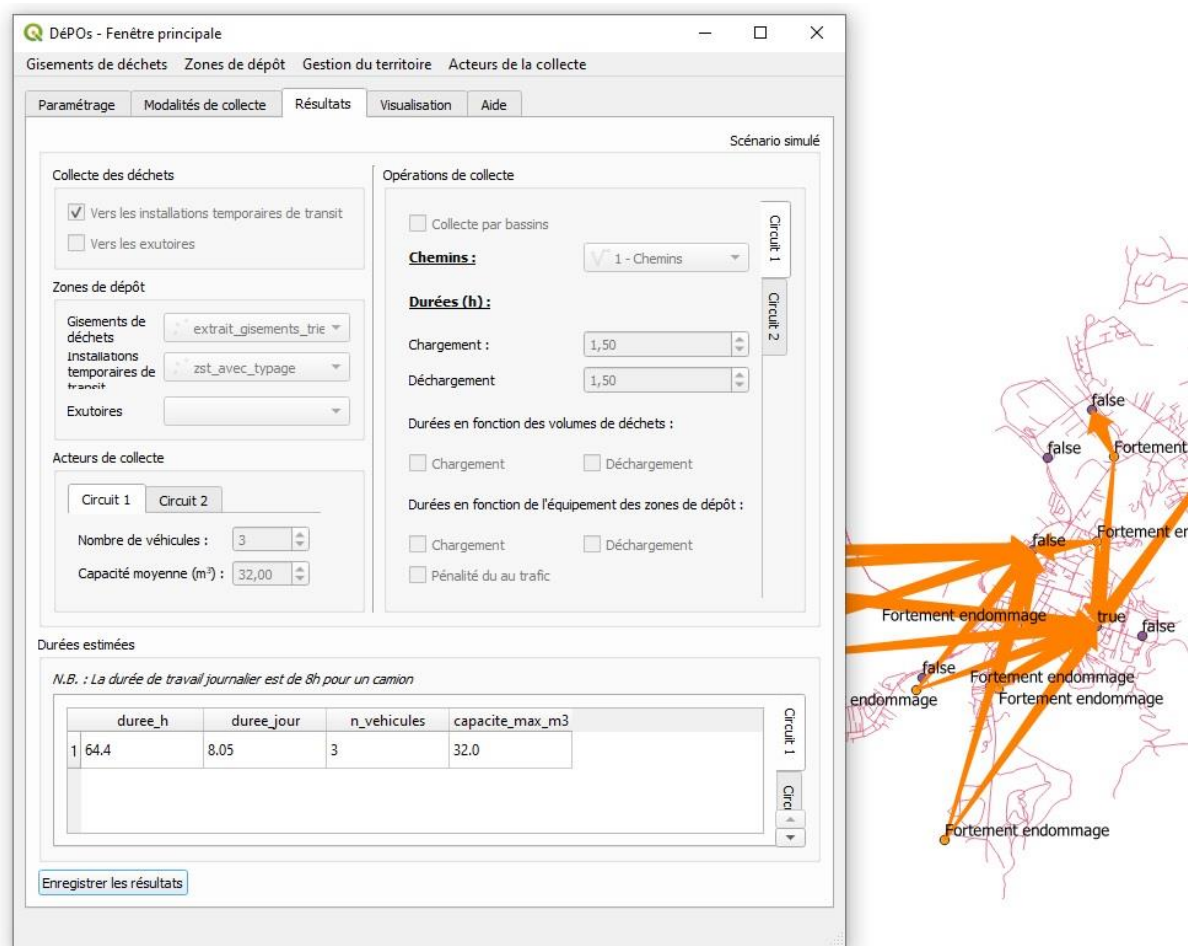 DéPOs - Fenêtre principale
Gisements de déchets Zones de dépôt Gestion du territoire Acteurs de la collecte
Paramétrage Modalités de collecte Résultats Visualisation Aide
Scénario simulé
Collecte des déchets
Vers les installations temporaires de transit
Vers les exutoires
Zones de dépôt
Gisements de
déchets
extrait_gisements_trie
Installations
temporaires de
transit
zst_avec_typage
Exutoires
Acteurs de collecte
Circuit 1 Circuit 2
Nombre de véhicules : 3
Capacité moyenne (m³) : 32,00
Opérations de collecte
Collecte par bassins
Chemins : 1 - Chemins
Durées (h) :
Chargement : 1,50
Déchargement 1,50
Durées en fonction des volumes de déchets :
Chargement Déchargement
Durées en fonction de l'équipement des zones de dépôt :
Chargement Déchargement
Pénalité du au trafic
Circuit 1
Circuit 2
Durées estimées
N.B. : La durée de travail journalier est de 8h pour un camion
duree_h duree_jour n_vehicules capacite_max_m3
1 64.4 8.05 3 32.0
Circuit 1
Circu
Enregistrer les résultats
false
false Fortement
false Fortement en
Fortement endommage true false
false Fortement endommage
endommage Fortement endommage
Fortement endommage